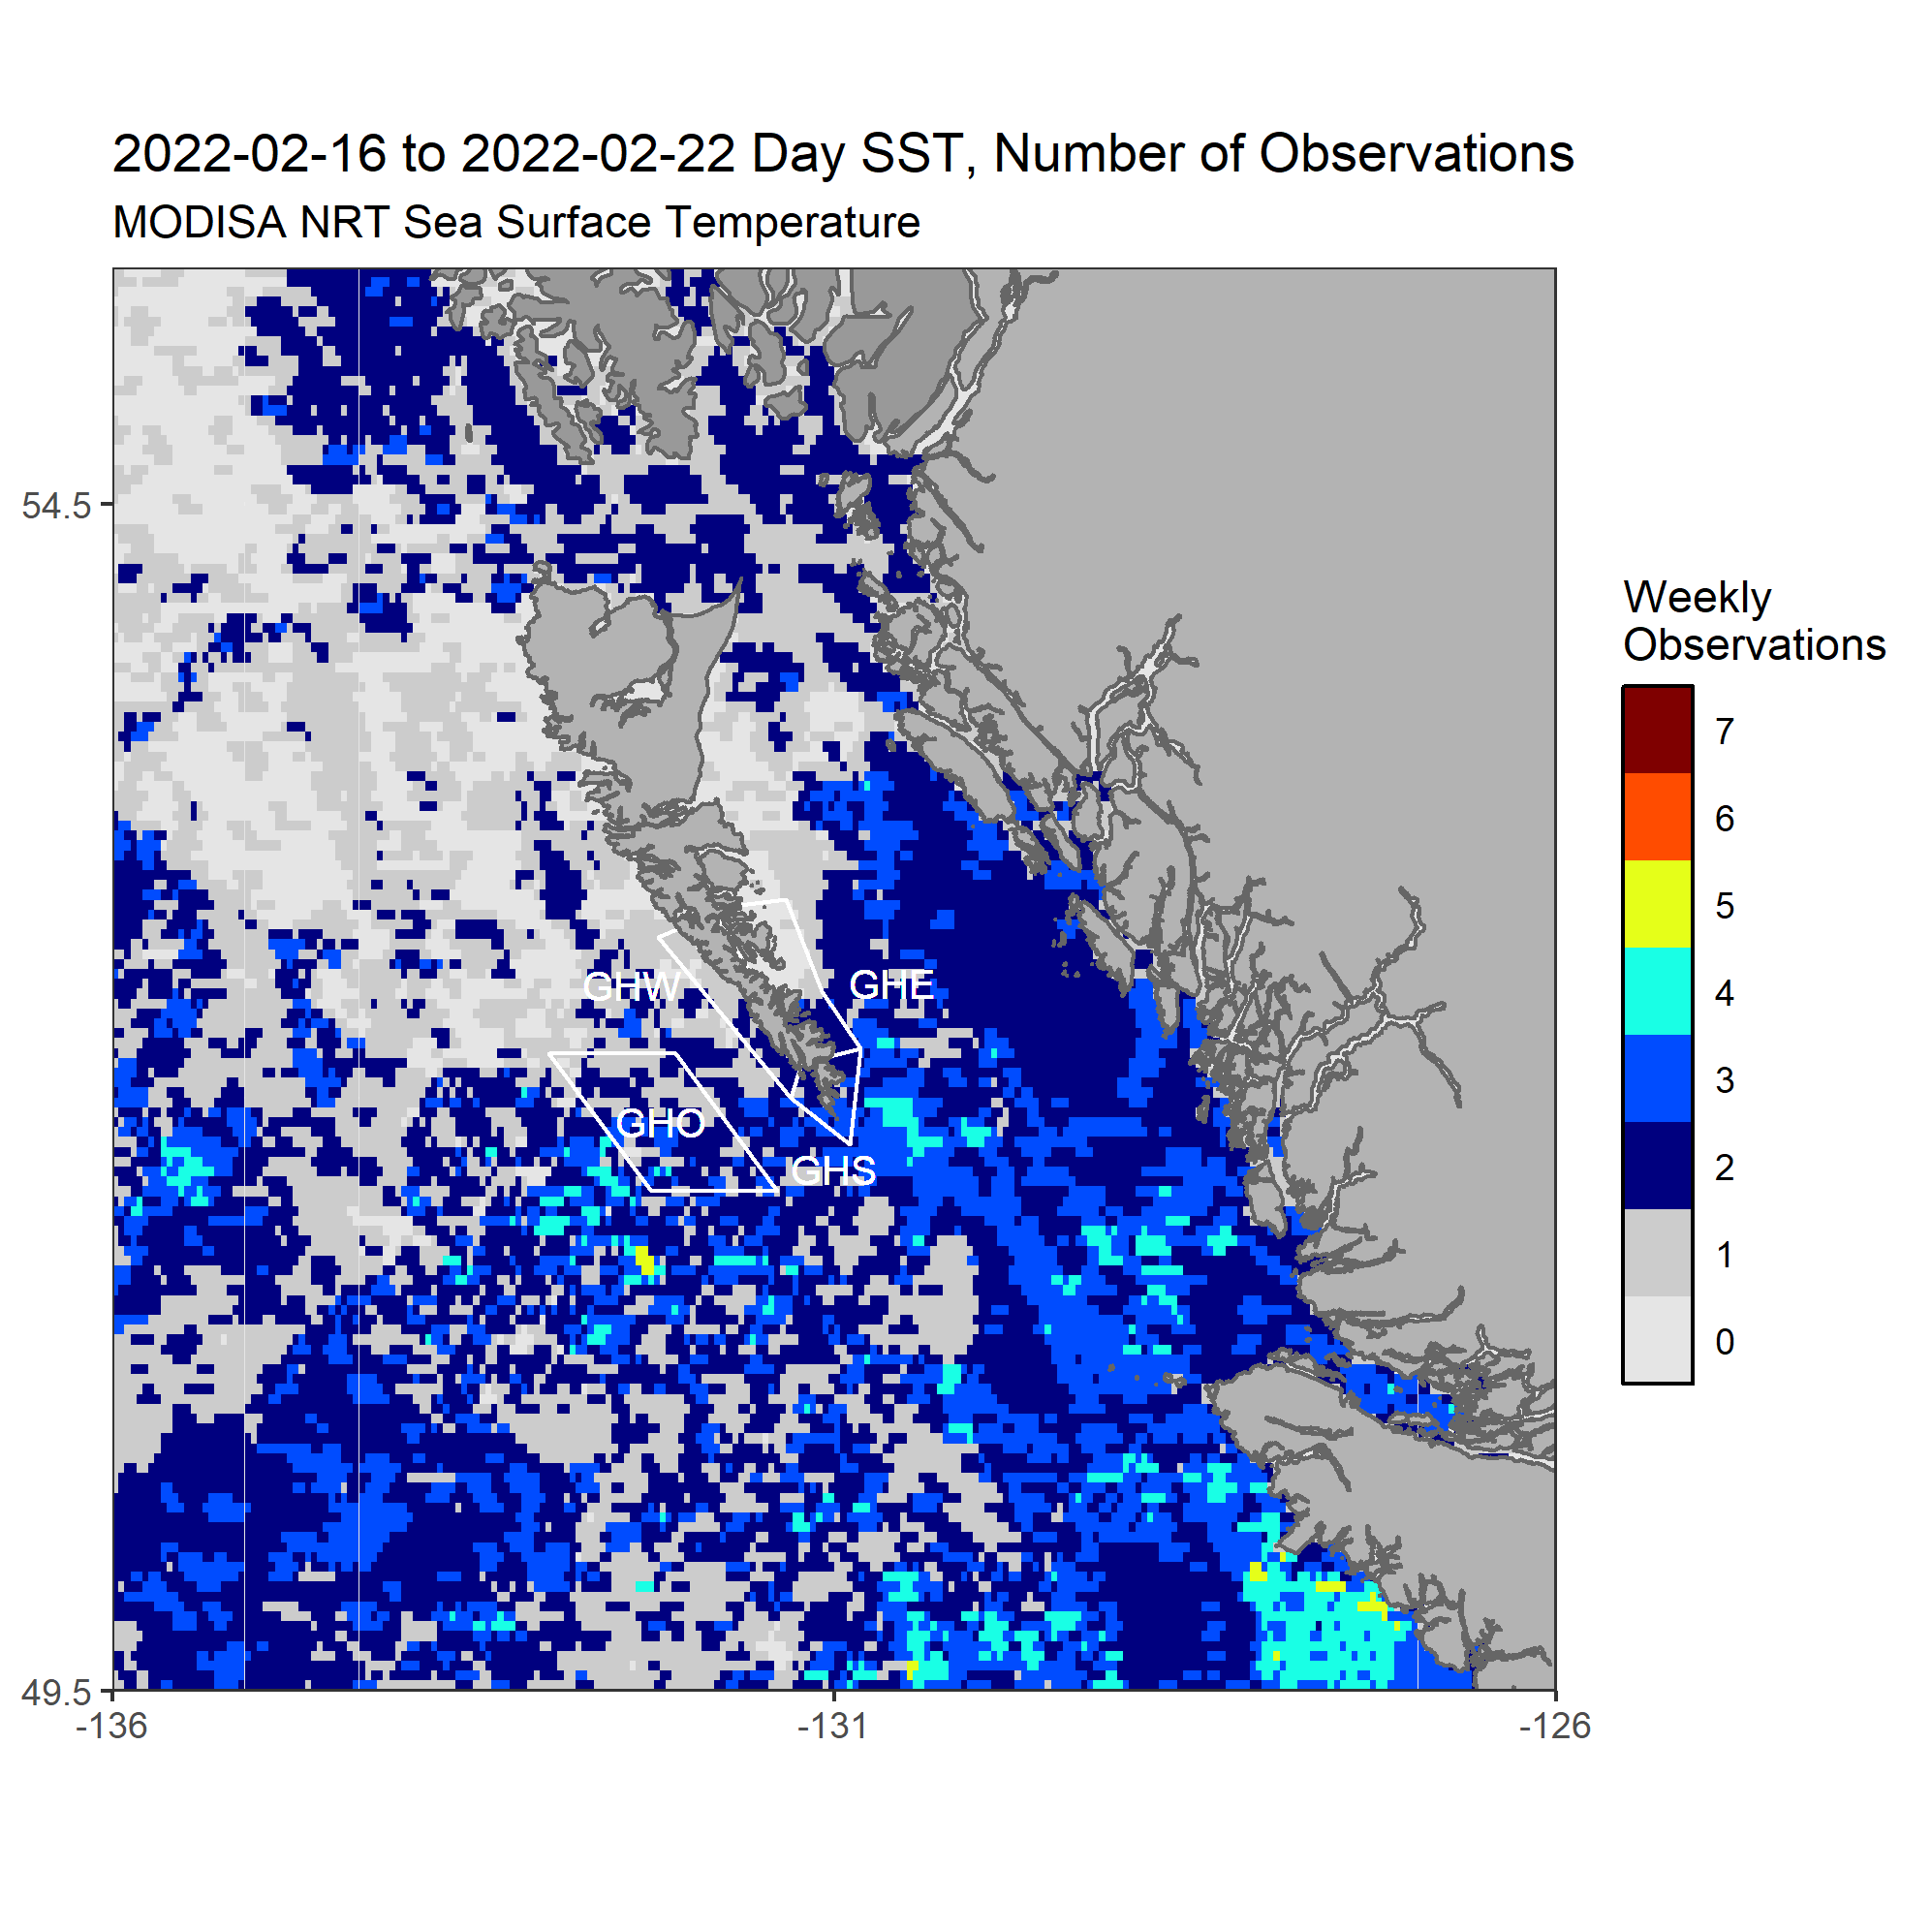 2022-02-16 to 2022-02-22 Day SST, Number of Observations
MODISA NRT Sea Surface Temperature
54.5
49.5
-136
-131
-126
GHW
GHE
GHO
GHS
Weekly
Observations
7
6
5
4
3
2
1
0